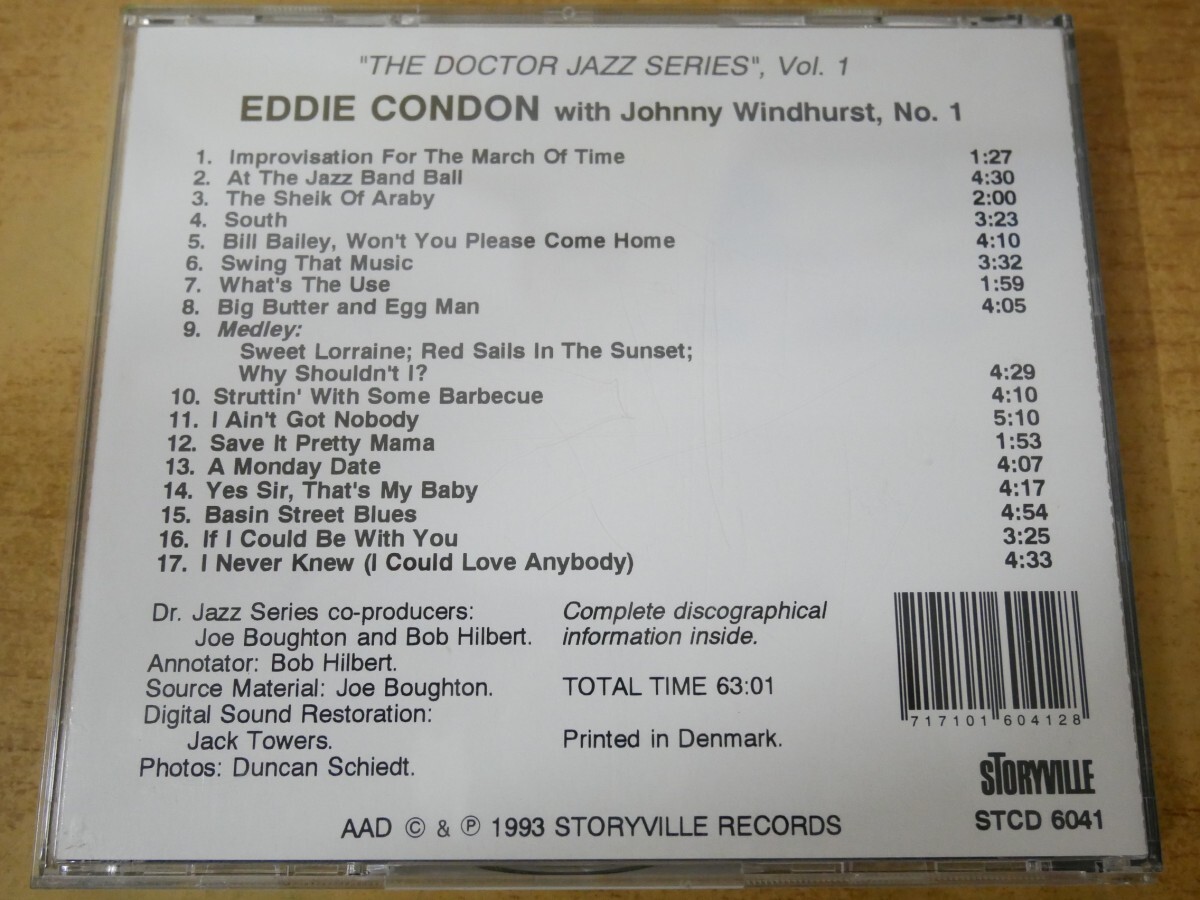 "THE DOCTOR JAZZ SERIES", Vol. 1
EDDIE CONDON with Johnny Windhurst, No. 1
1. Improvisation For The March Of Time 1:27
2. At The Jazz Band Ball 4:30
3. The Sheik Of Araby 2:00
4. South 3:23
5. Bill Bailey, Won't You Please Come Home 4:10
6. Swing That Music 3:32
7. What's The Use 1:59
8. Big Butter and Egg Man 4:05
9. Medley:
Sweet Lorraine; Red Sails In The Sunset;
Why Shouldn't I? 4:29
10. Struttin' With Some Barbecue 4:10
11. I Ain't Got Nobody 5:10
12. Save It Pretty Mama 1:53
13. A Monday Date 4:07
14. Yes Sir, That's My Baby 4:17
15. Basin Street Blues 4:54
16. If I Could Be With You 3:25
17. I Never Knew (I Could Love Anybody) 4:33
Dr. Jazz Series co-producers:
Joe Boughton and Bob Hilbert.
Annotator: Bob Hilbert.
Source Material: Joe Boughton.
Digital Sound Restoration:
Jack Towers.
Photos: Duncan Schiedt.
Complete discographical
information inside.
TOTAL TIME 63:01
Printed in Denmark.
7 17101 60412 8
STORYVILLE
STCD 6041
AAD © & ℗ 1993 STORYVILLE RECORDS